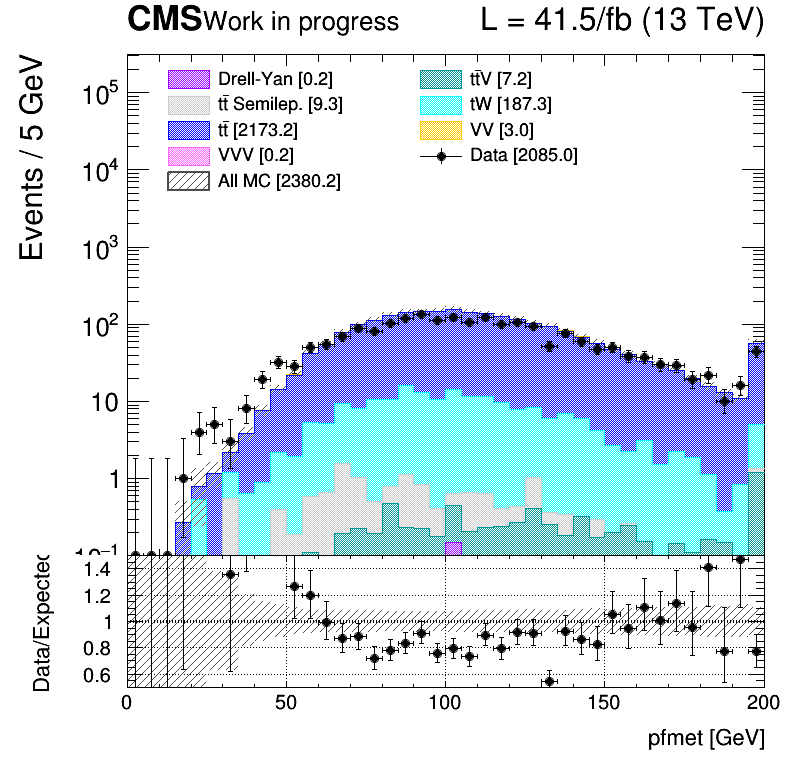 CMS Work in progress L = 41.5/fb (13 TeV)
Events / 5 GeV
Drell-Yan [0.2]
tt̄ Semilep. [9.3]
tt̄ [2173.2]
VVV [0.2]
All MC [2380.2]
tt̄V [7.2]
tW [187.3]
VV [3.0]
Data [2085.0]
10⁵
10⁴
10³
10²
10
1
10⁻¹
Data/Expected
1.4
1.2
1
0.8
0.6
0 50 100 150 200
pfmet [GeV]